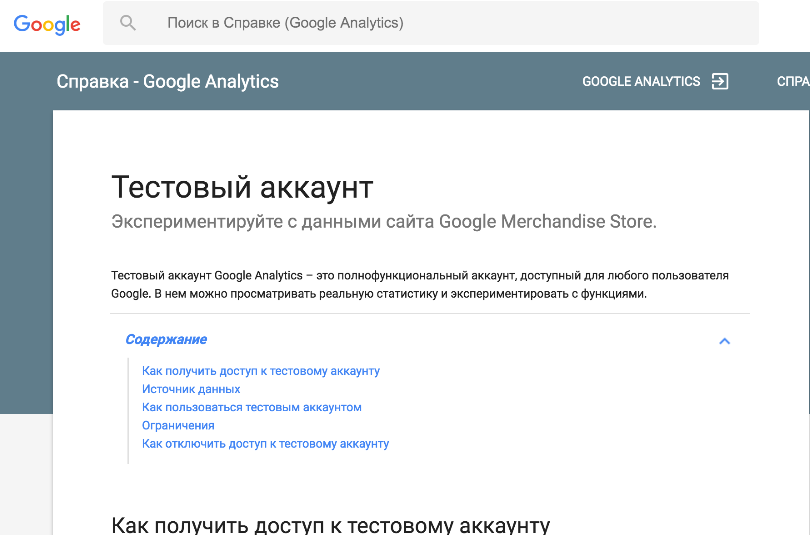 Google
Поиск в Справке (Google Analytics)
Справка - Google Analytics
GOOGLE ANALYTICS
СПРА
Тестовый аккаунт
Экспериментируйте с данными сайта Google Merchandise Store.
Тестовый аккаунт Google Analytics – это полнофункциональный аккаунт, доступный для любого пользователя
Google. В нем можно просматривать реальную статистику и экспериментировать с функциями.
Содержание
Как получить доступ к тестовому аккаунту
Источник данных
Как пользоваться тестовым аккаунтом
Ограничения
Как отключить доступ к тестовому аккаунту
Как получить доступ к тестовому аккаунту